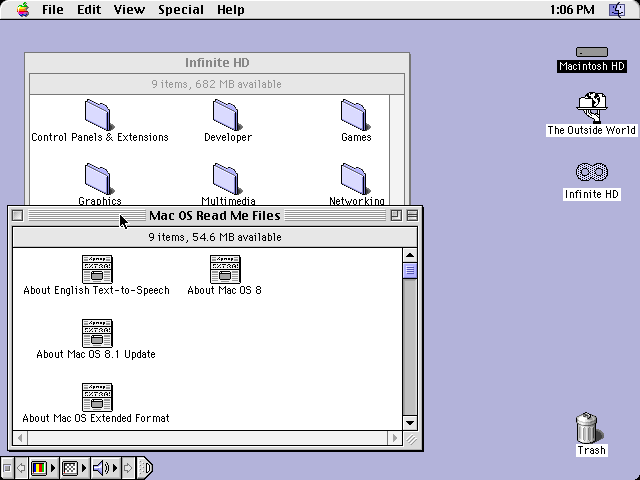 File Edit View Special Help 1:06 PM
Infinite HD
9 items, 682 MB available
Control Panels & Extensions Developer Games
Graphics Multimedia Networking
Mac OS Read Me Files
9 items, 54.6 MB available
About English Text-to-Speech About Mac OS 8
About Mac OS 8.1 Update
About Mac OS Extended Format
Macintosh HD
The Outside World
Infinite HD
Trash